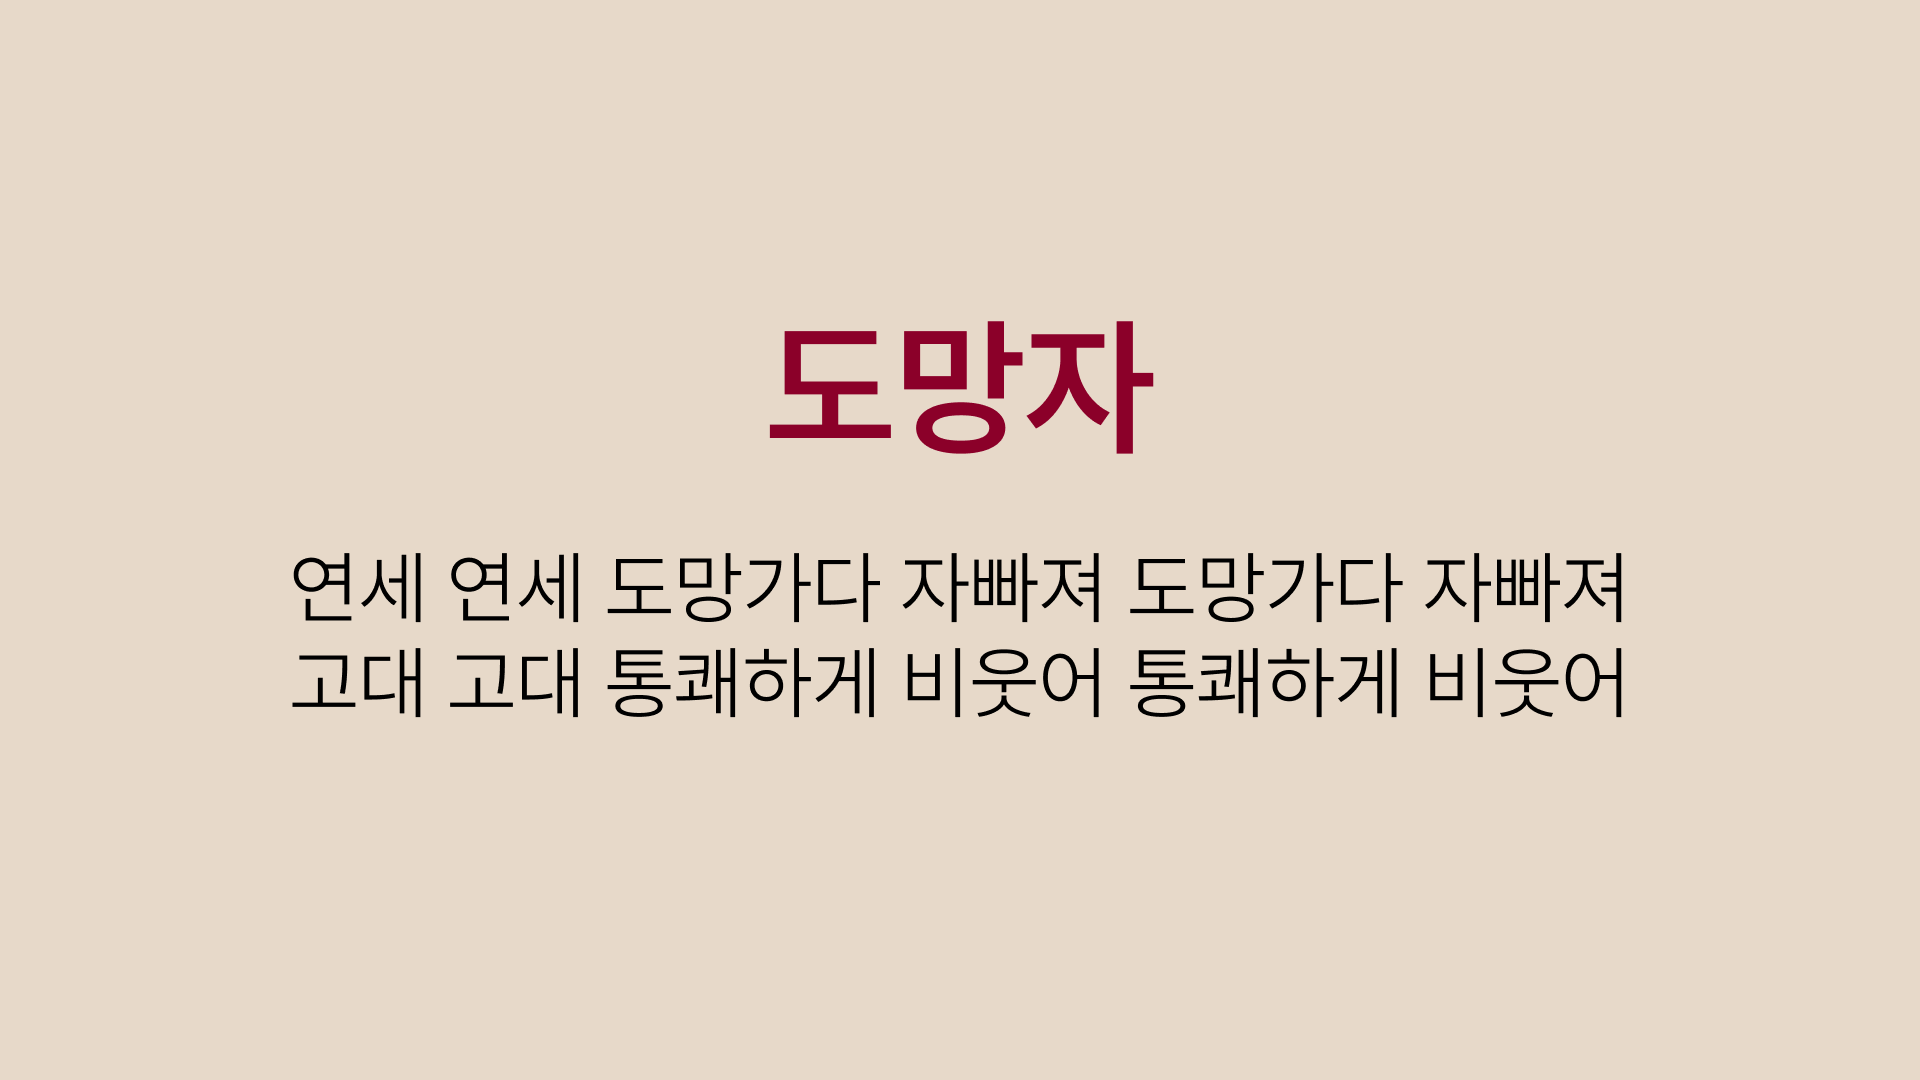 도망자
연세 연세 도망가다 자빠져 도망가다 자빠져
고대 고대 통쾌하게 비웃어 통쾌하게 비웃어